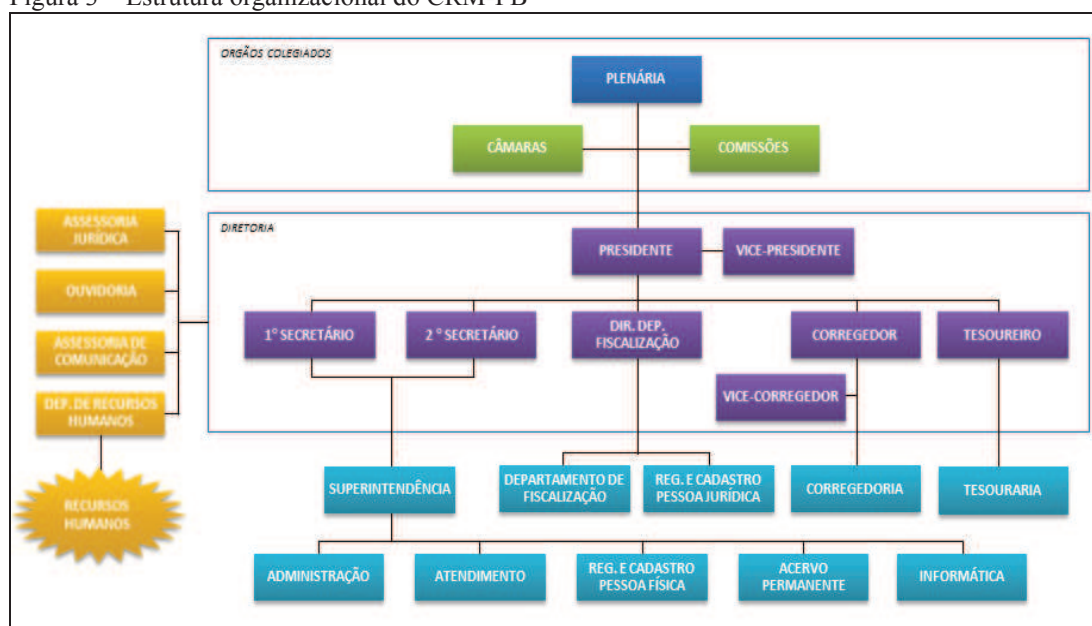 Figura 3 – Estrutura organizacional do CRM-PB
ORGÃOS COLEGIADOS
PLENÁRIA
CÂMARAS
COMISSÕES
ASSESSORIA
JURÍDICA
OUVIDORIA
ASSESSORIA DE
COMUNICAÇÃO
DEP. DE RECURSOS
HUMANOS
RECURSOS
HUMANOS
DIRETORIA
PRESIDENTE
VICE-PRESIDENTE
1º SECRETÁRIO
2 º SECRETÁRIO
DIR. DEP.
FISCALIZAÇÃO
CORREGEDOR
TESOUREIRO
VICE-CORREGEDOR
SUPERINTENDÊNCIA
DEPARTAMENTO DE
FISCALIZAÇÃO
REG. E CADASTRO
PESSOA JURÍDICA
CORREGEDORIA
TESOURARIA
ADMINISTRAÇÃO
ATENDIMENTO
REG. E CADASTRO
PESSOA FÍSICA
ACERVO
PERMANENTE
INFORMÁTICA